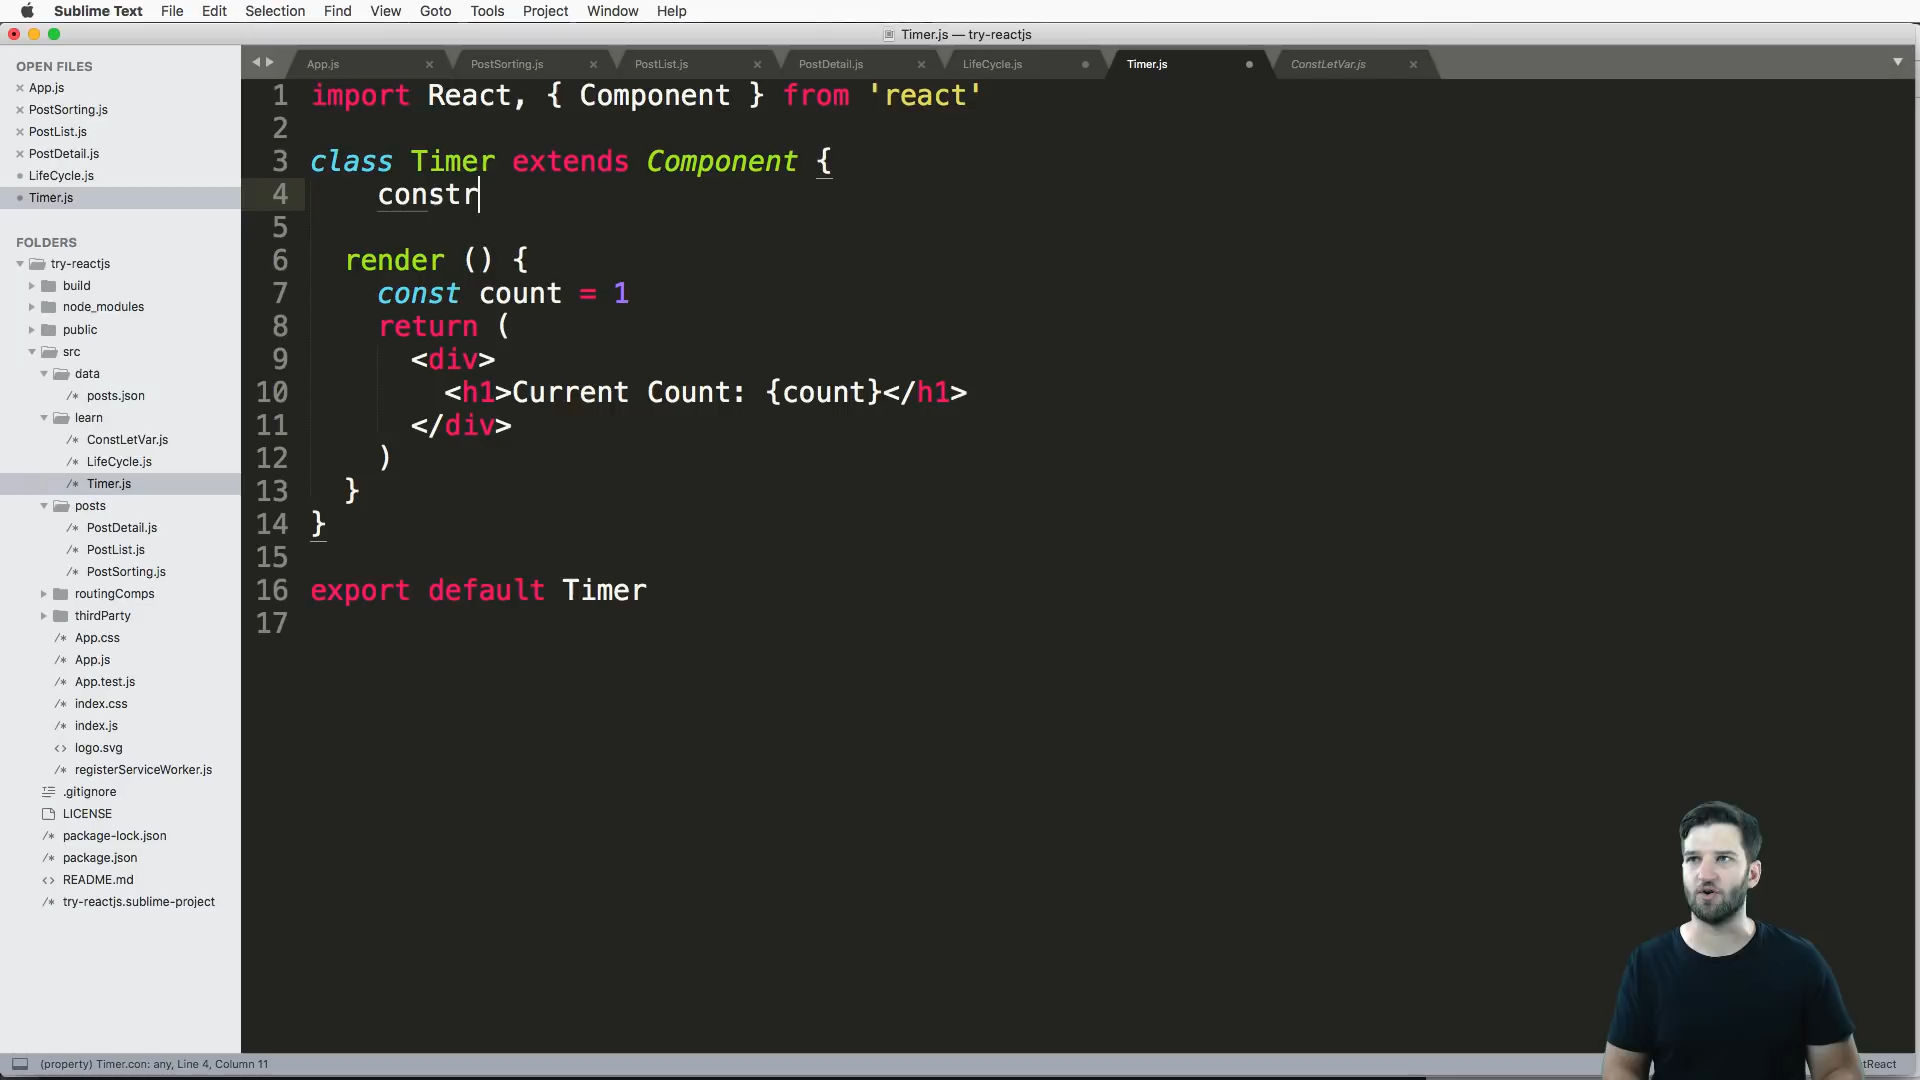 Sublime Text File Edit Selection Find View Goto Tools Project Window Help
Timer.js — try-reactjs
OPEN FILES
App.js
PostSorting.js
PostList.js
PostDetail.js
LifeCycle.js
Timer.js
FOLDERS
try-reactjs
build
node_modules
public
src
data
posts.json
learn
ConstLetVar.js
LifeCycle.js
Timer.js
posts
PostDetail.js
PostList.js
PostSorting.js
routingComps
thirdParty
App.css
App.js
App.test.js
index.css
index.js
logo.svg
registerServiceWorker.js
.gitignore
LICENSE
package-lock.json
package.json
README.md
try-reactjs.sublime-project
App.js PostSorting.js PostList.js PostDetail.js LifeCycle.js Timer.js ConstLetVar.js
1 import React, { Component } from 'react'
2
3 class Timer extends Component {
4 constr
5
6 render () {
7 const count = 1
8 return (
9 <div>
10 <h1>Current Count: {count}</h1>
11 </div>
12 )
13 }
14 }
15
16 export default Timer
17
(property) Timer.con: any, Line 4, Column 11
tReact